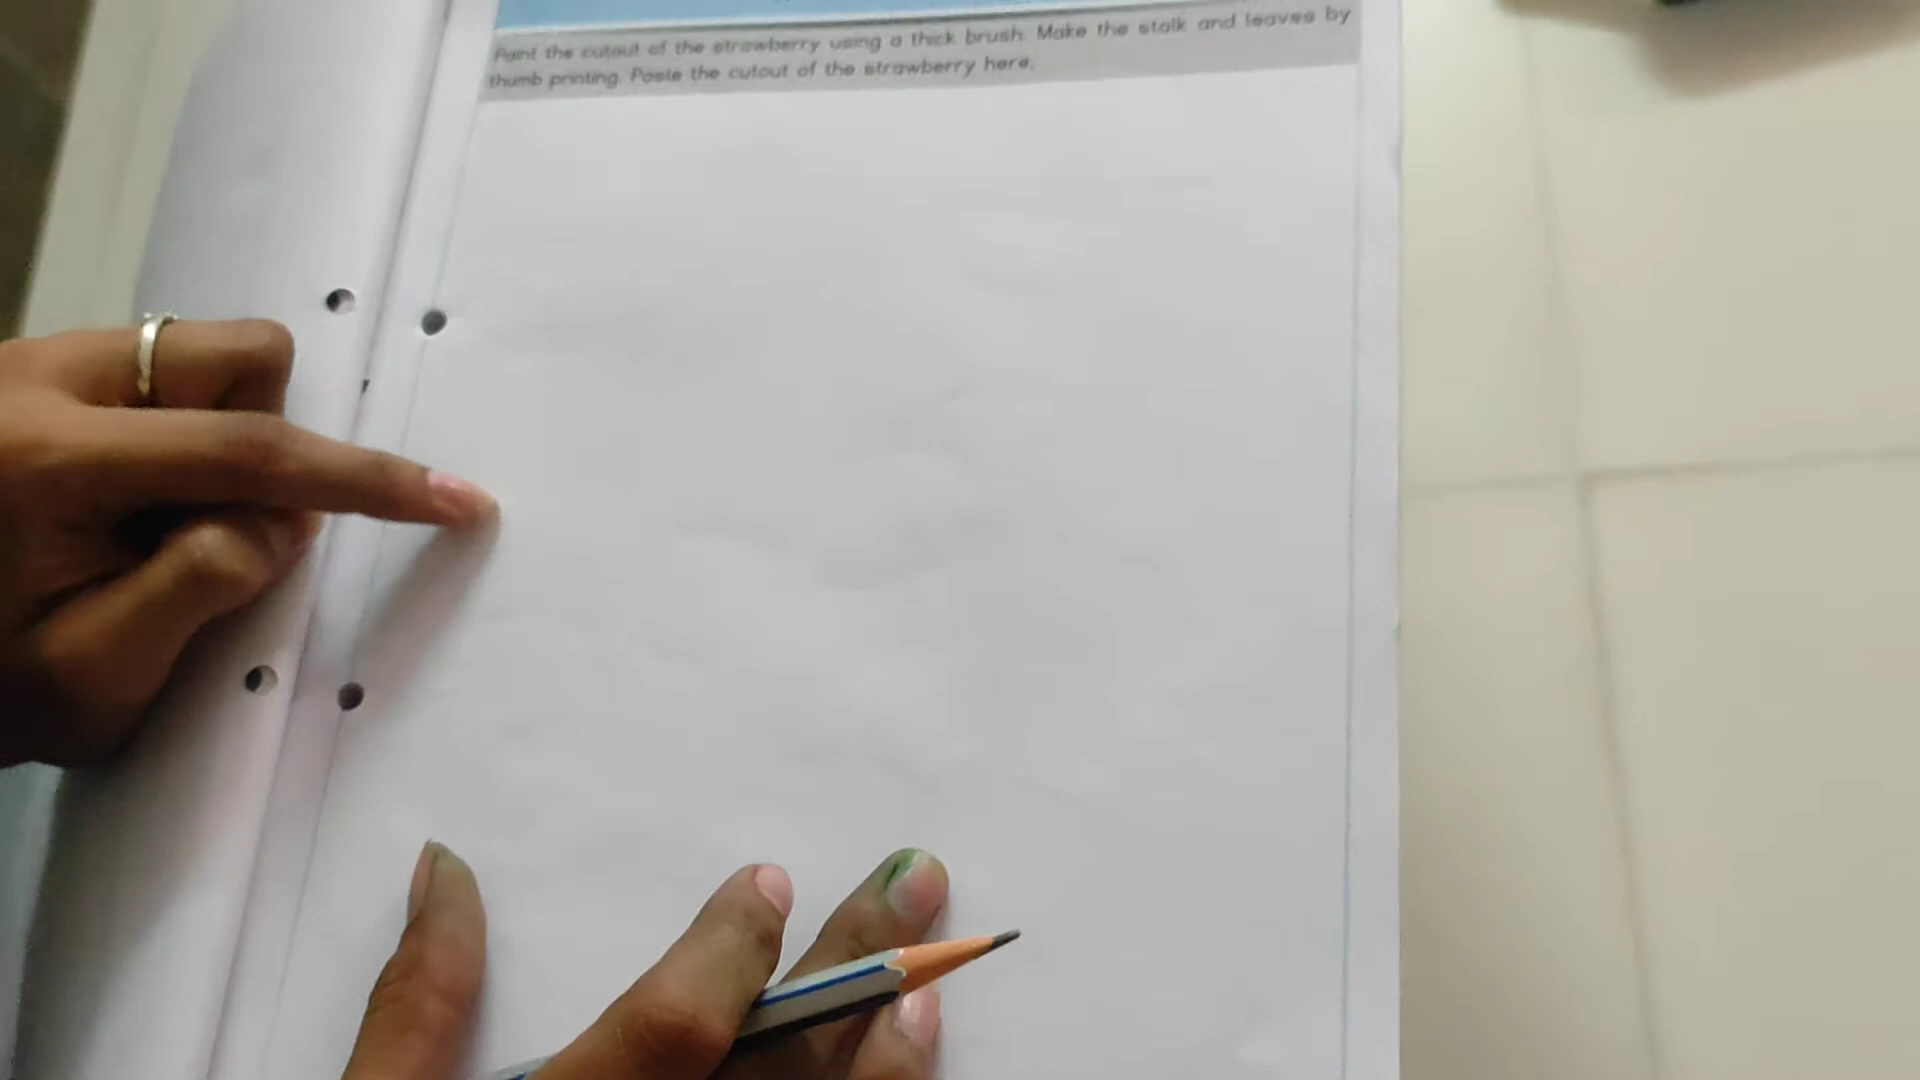 Paint the cutout of the strawberry using a thick brush. Make the stalk and leaves by
thumb printing. Paste the cutout of the strawberry here.